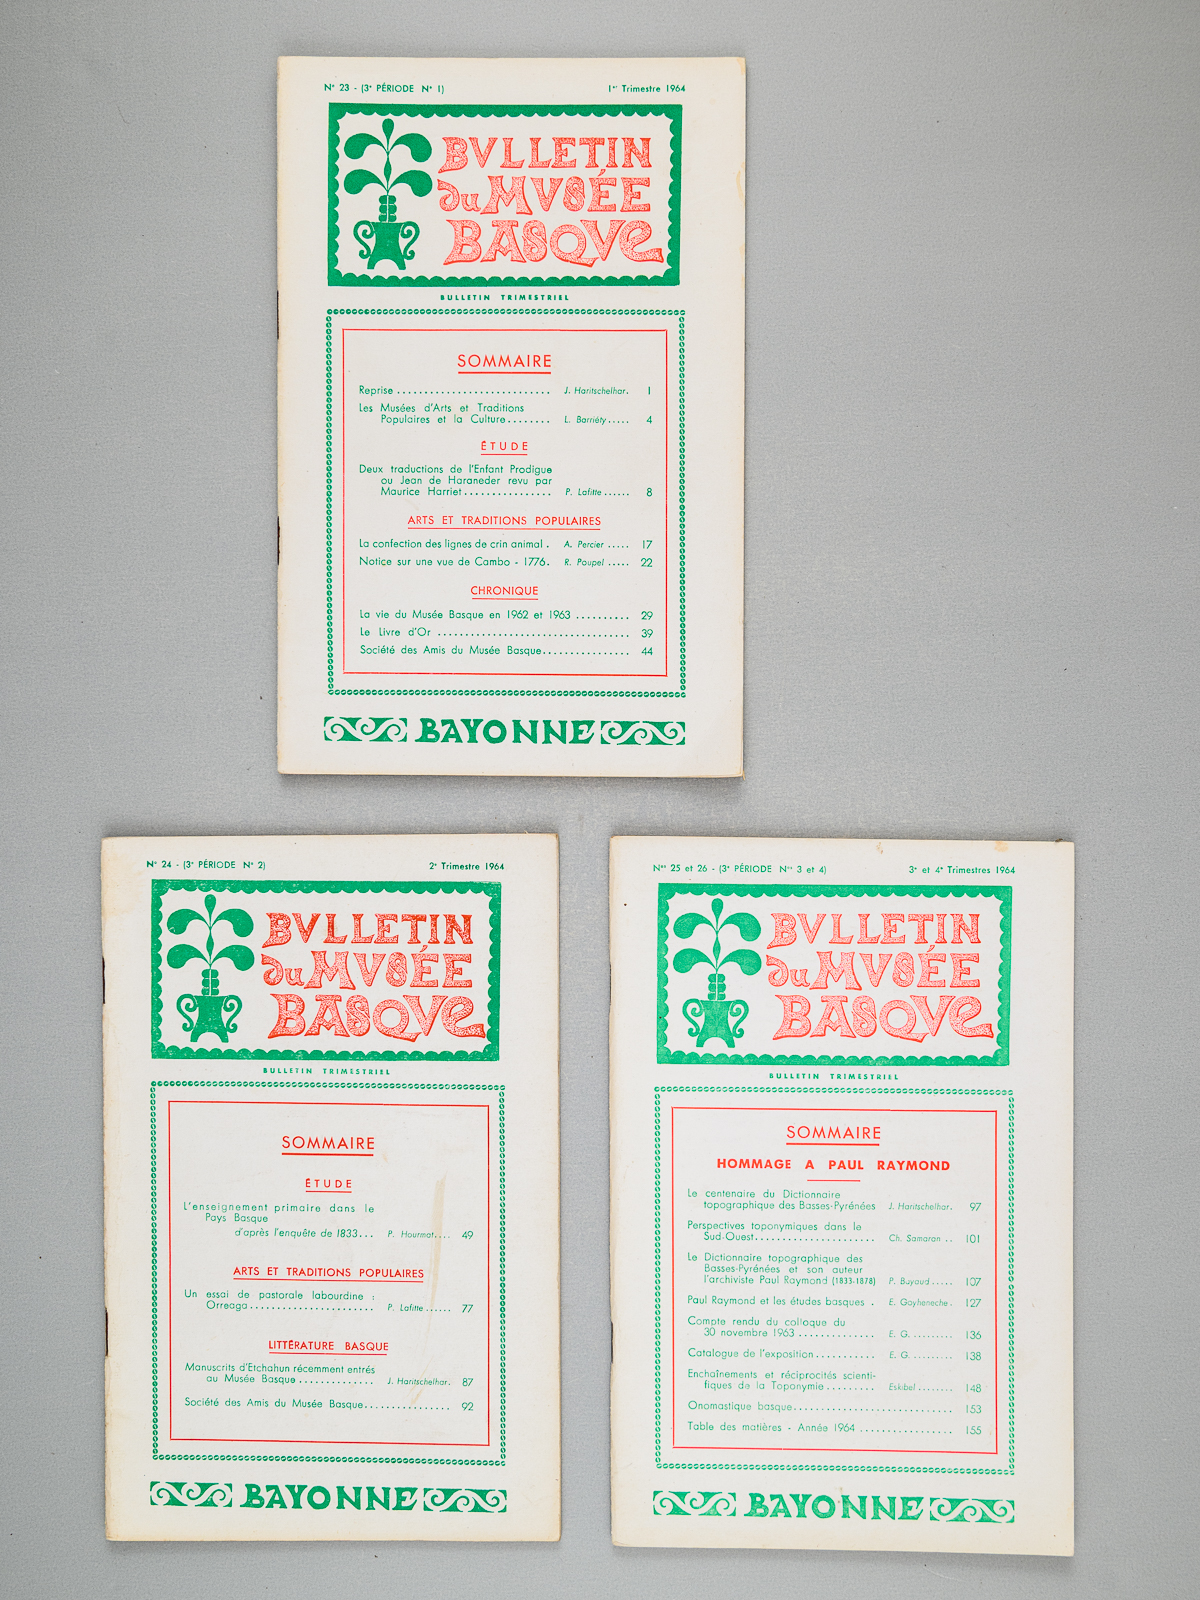 N° 23 - (3e PÉRIODE N° 1) 1er Trimestre 1964
BVLLETIN
du MVSÉE
BASQVE
BULLETIN TRIMESTRIEL
SOMMAIRE
Reprise ............................ J. Haritschelhar. 1
Les Musées d'Arts et Traditions
Populaires et la Culture........ L. Barriéty..... 4
ÉTUDE
Deux traductions de l'Enfant Prodigue
ou Jean de Haraneder revu par
Maurice Harriet................ P. Lafitte...... 8
ARTS ET TRADITIONS POPULAIRES
La confection des lignes de crin animal . A. Percier ..... 17
Notice sur une vue de Cambo - 1776. R. Poupel ..... 22
CHRONIQUE
La vie du Musée Basque en 1962 et 1963 .......... 29
Le Livre d'Or .................................... 39
Société des Amis du Musée Basque................ 44
BAYONNE
N° 24 - (3e PÉRIODE N° 2) 2e Trimestre 1964
BVLLETIN
du MVSÉE
BASQVE
BULLETIN TRIMESTRIEL
SOMMAIRE
ÉTUDE
L'enseignement primaire dans le
Pays Basque
d'après l'enquête de 1833... P. Hourmat.... 49
ARTS ET TRADITIONS POPULAIRES
Un essai de pastorale labourdine :
Orreaga....................... P. Lafitte ...... 77
LITTÉRATURE BASQUE
Manuscrits d'Etchahun récemment entrés
au Musée Basque .............. J. Haritschelhar. 87
Société des Amis du Musée Basque................ 92
BAYONNE
Nos 25 et 26 - (3e PÉRIODE Nos 3 et 4) 3e et 4e Trimestres 1964
BVLLETIN
du MVSÉE
BASQVE
BULLETIN TRIMESTRIEL
SOMMAIRE
HOMMAGE A PAUL RAYMOND
Le centenaire du Dictionnaire
topographique des Basses-Pyrénées J. Haritschelhar. 97
Perspectives toponymiques dans le
Sud-Ouest...................... Ch. Samaran .. 101
Le Dictionnaire topographique des
Basses-Pyrénées et son auteur
l'archiviste Paul Raymond (1833-1878) P. Bayaud ..... 107
Paul Raymond et les études basques . E. Goyheneche. 127
Compte rendu du colloque du
30 novembre 1963 .............. E. G. ......... 136
Catalogue de l'exposition........... E. G. ......... 138
Enchaînements et réciprocités scienti-
fiques de la Toponymie ......... Eskibel ........ 148
Onomastique basque............................. 153
Table des matières - Année 1964 ................. 155
BAYONNE